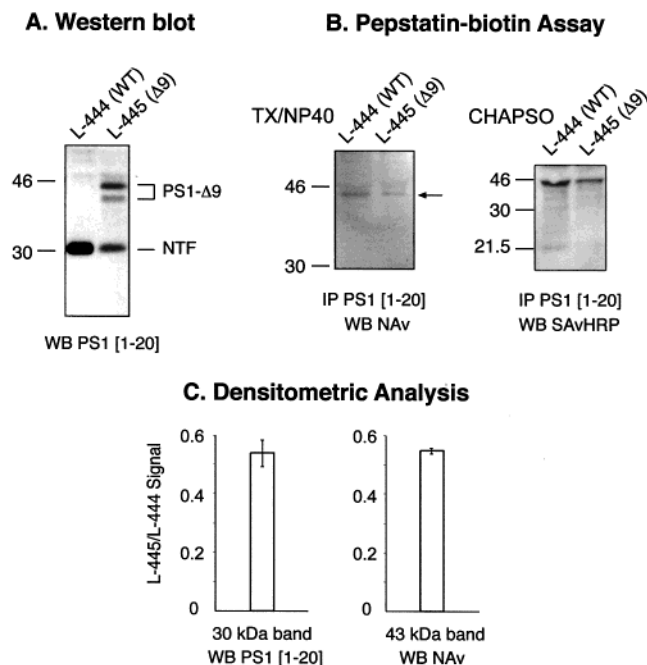 A. Western blot
L-444 (WT)
L-445 (Δ9)
46
30
PS1-Δ9
NTF
WB PS1 [1-20]
B. Pepstatin-biotin Assay
TX/NP40
L-444 (WT)
L-445 (Δ9)
46
30
IP PS1 [1-20]
WB NAv
CHAPSO
L-444 (WT)
L-445 (Δ9)
46
30
21.5
IP PS1 [1-20]
WB SAvHRP
C. Densitometric Analysis
L-445/L-444 Signal
0.6
0.4
0.2
0
30 kDa band
WB PS1 [1-20]
0.6
0.4
0.2
0
43 kDa band
WB NAv